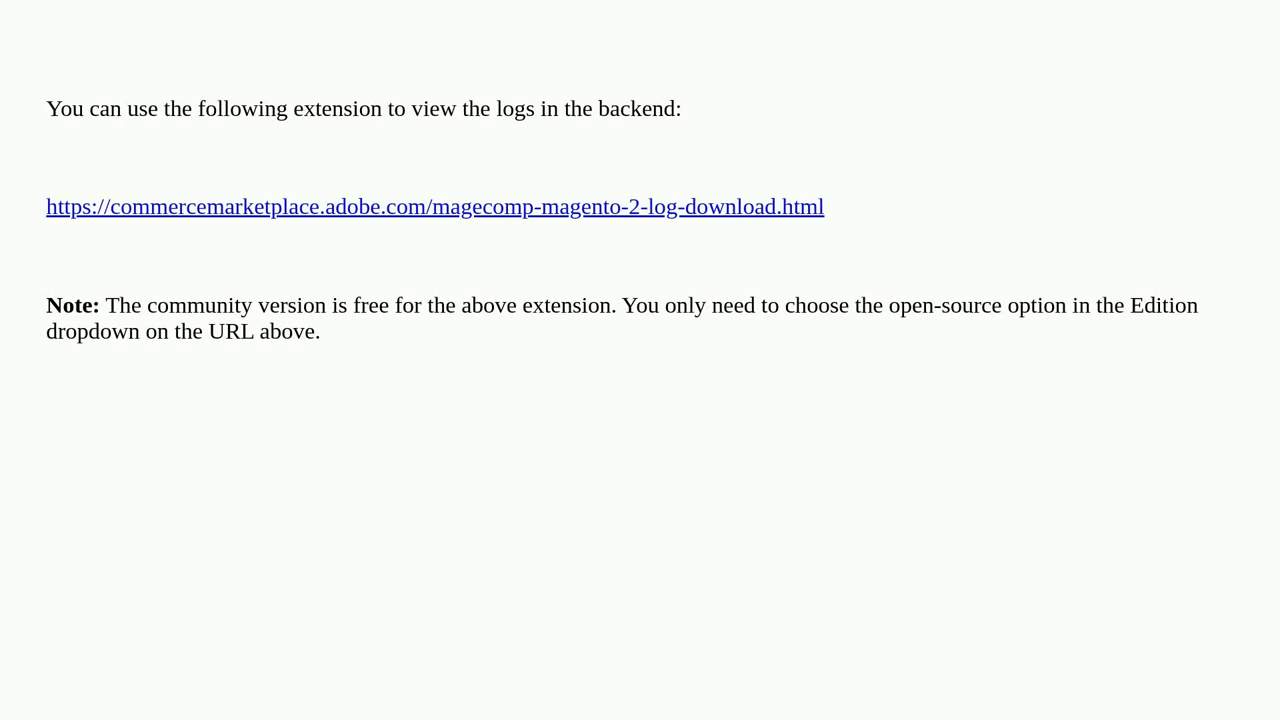 You can use the following extension to view the logs in the backend:
https://commercemarketplace.adobe.com/magecomp-magento-2-log-download.html
Note: The community version is free for the above extension. You only need to choose the open-source option in the Edition
dropdown on the URL above.